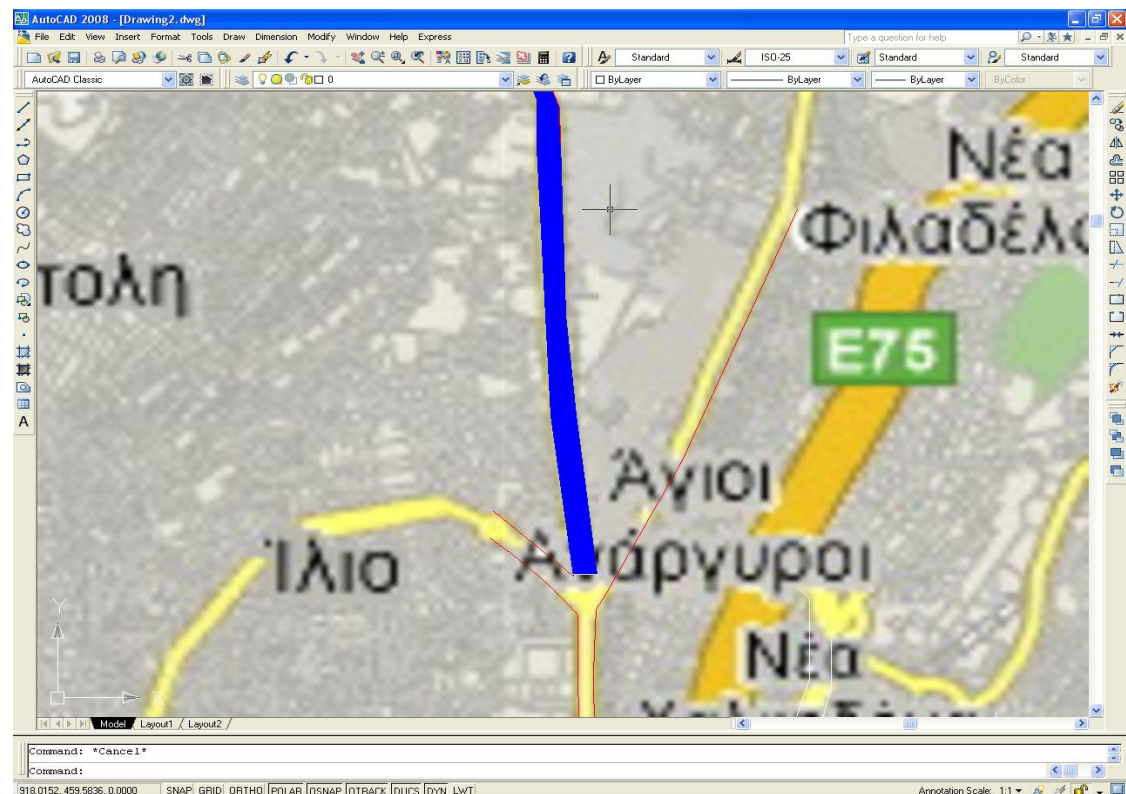 AutoCAD 2008 - [Drawing2.dwg]
File Edit View Insert Format Tools Draw Dimension Modify Window Help Express
Type a question for help
Standard
ISO-25
Standard
Standard
AutoCAD Classic
0
ByLayer
ByLayer
ByLayer
ByColor
Νέα
Φιλαδέλ
τολη
E75
Άγιοι
Ανάργυροι
Ίλιο
Νέα
Y
X
Model
Layout1
Layout2
Command: *Cancel*
Command:
918.0152, 459.5836, 0.0000
SNAP GRID ORTHO POLAR OSNAP OTRACK DUCS DYN LWT
Annotation Scale: 1:1